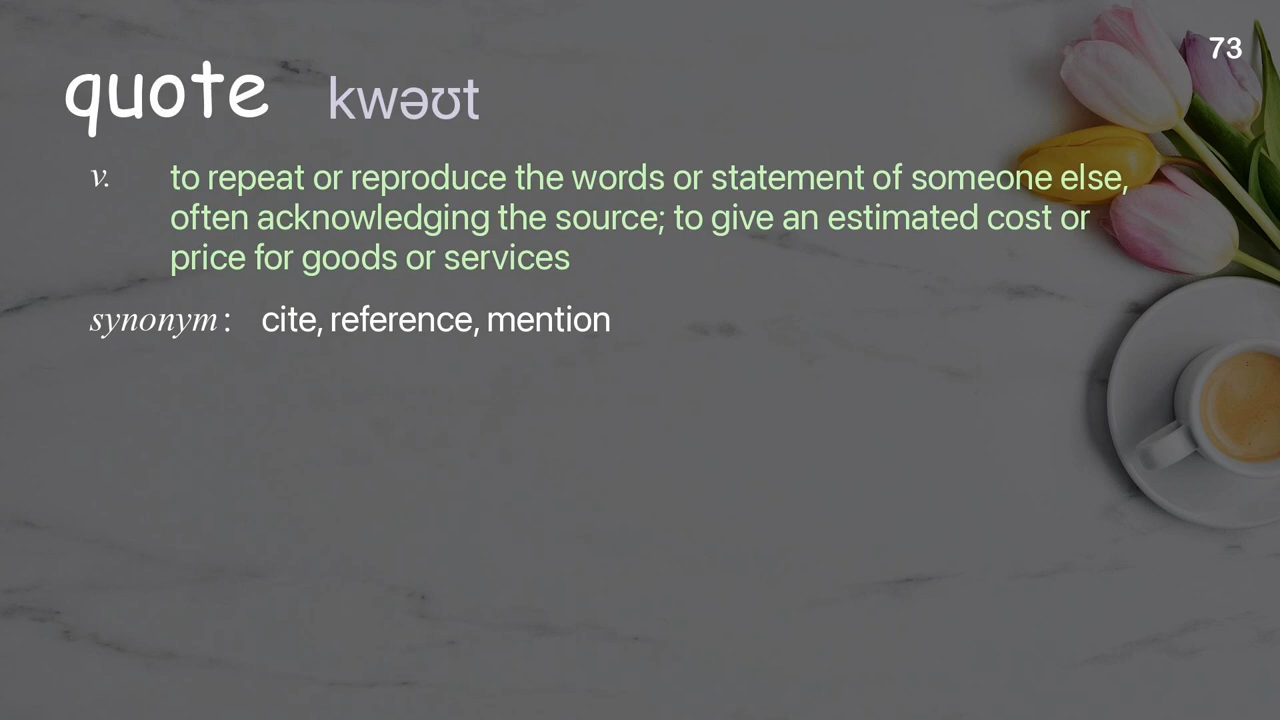 73
quote kwəʊt
v. to repeat or reproduce the words or statement of someone else,
often acknowledging the source; to give an estimated cost or
price for goods or services
synonym: cite, reference, mention